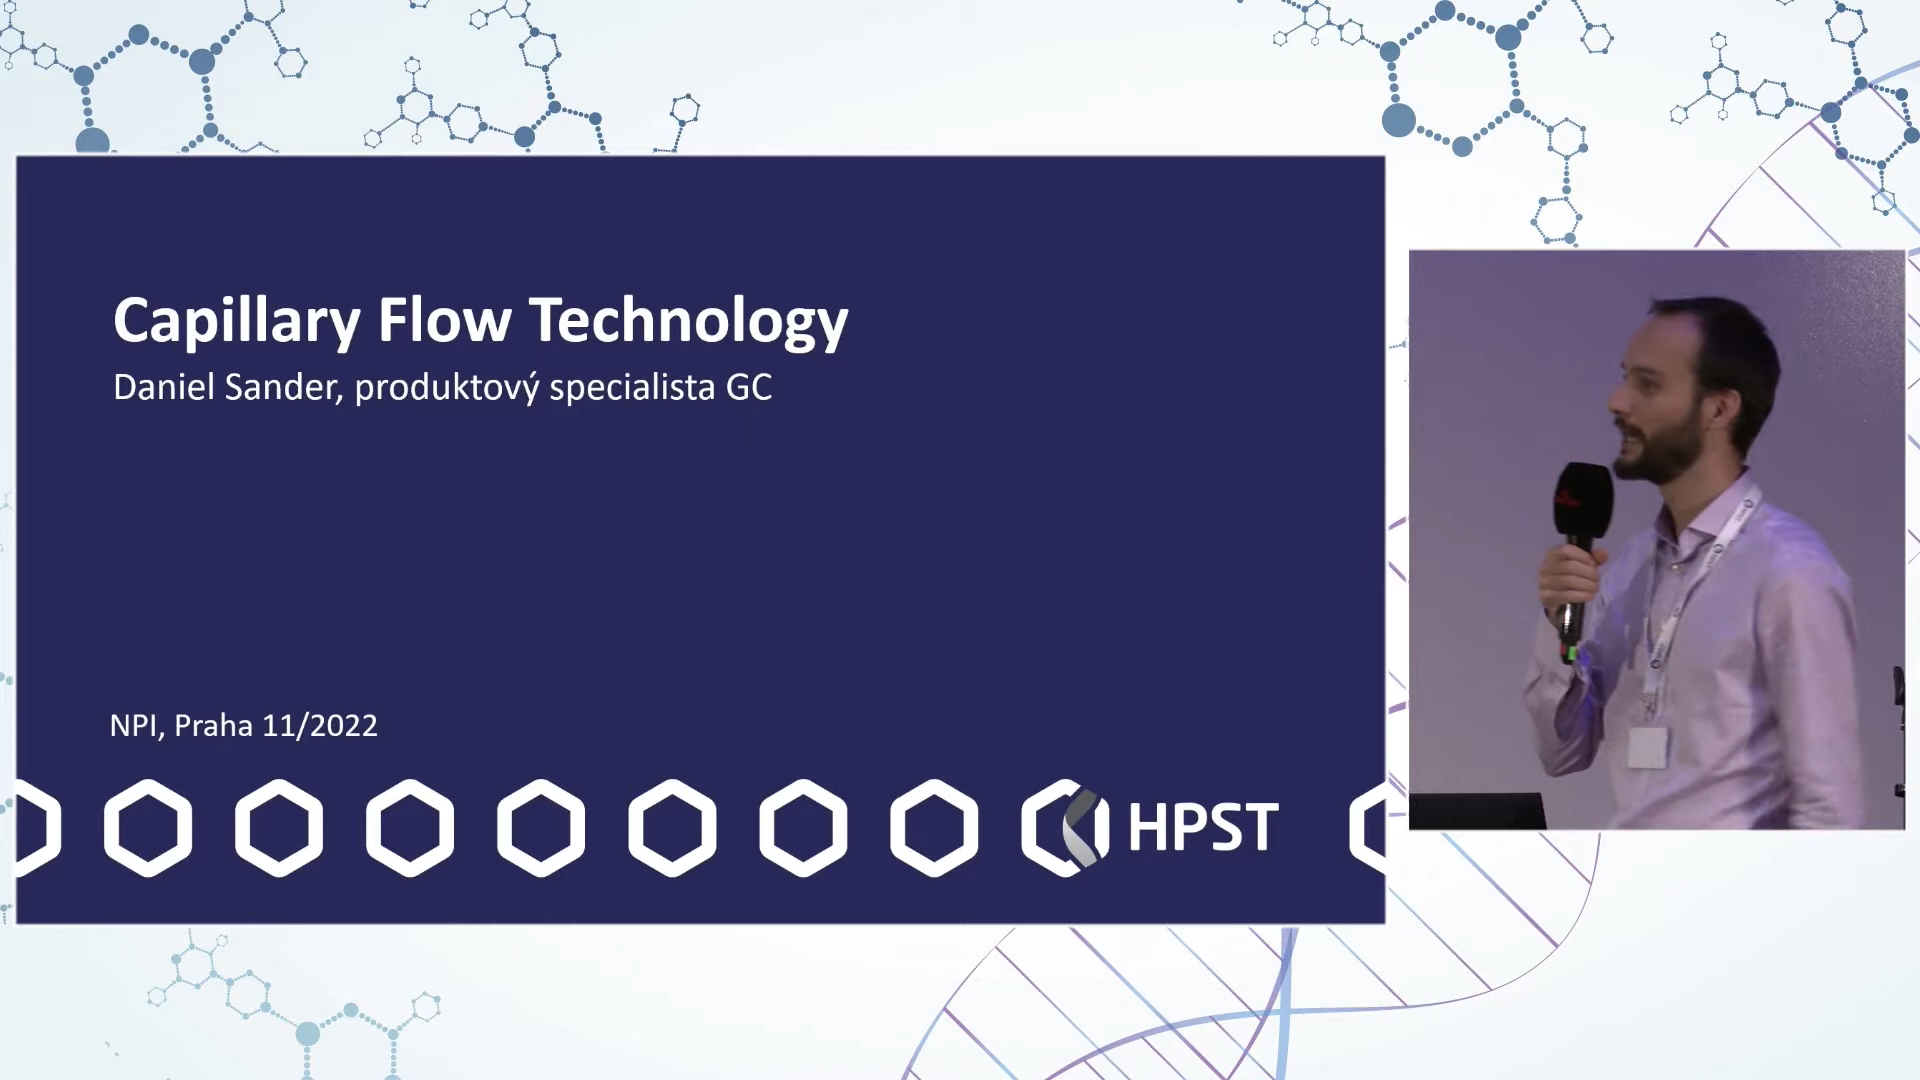 Capillary Flow Technology
Daniel Sander, produktový specialista GC
NPI, Praha 11/2022
HPST